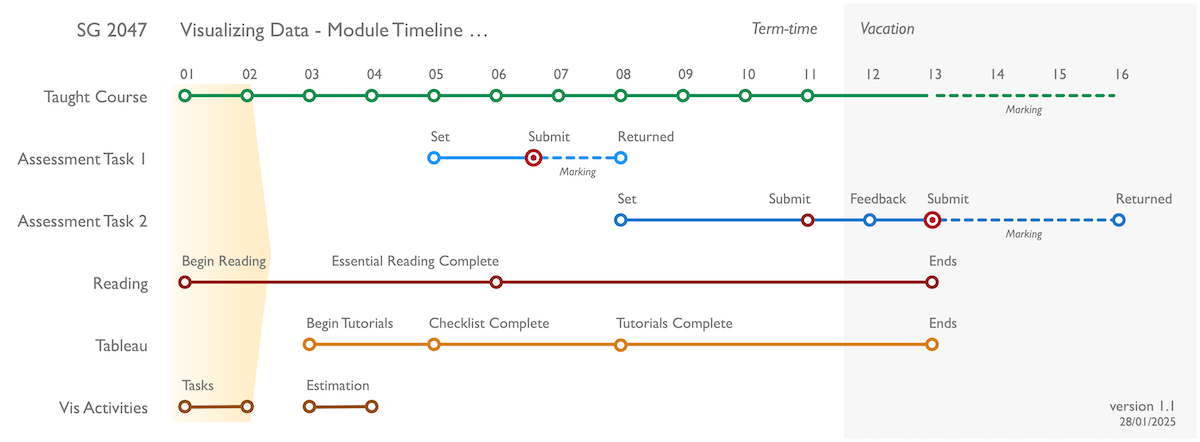 SG 2047 Visualizing Data - Module Timeline ... Term-time Vacation
01 02 03 04 05 06 07 08 09 10 11 12 13 14 15 16
Taught Course
Marking
Set Submit Returned
Assessment Task 1
Marking
Set Submit Feedback Submit Returned
Assessment Task 2
Marking
Begin Reading Essential Reading Complete Ends
Reading
Begin Tutorials Checklist Complete Tutorials Complete Ends
Tableau
Tasks Estimation
Vis Activities
version 1.1
28/01/2025